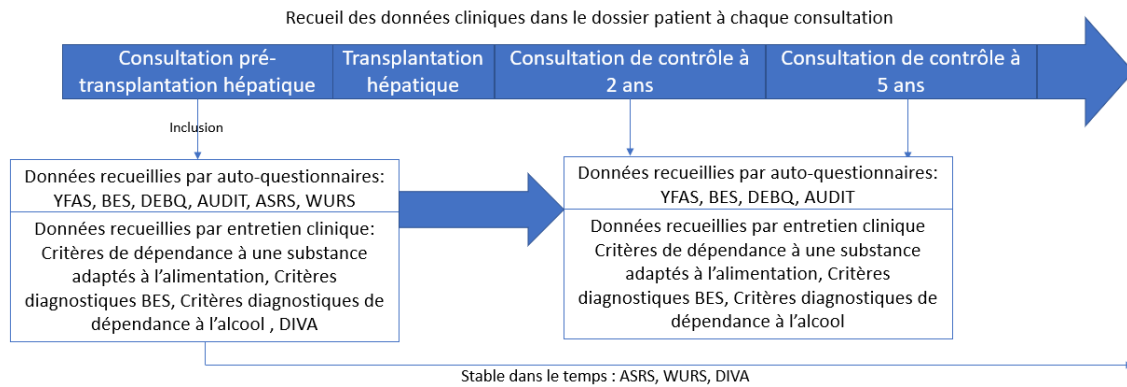 Recueil des données cliniques dans le dossier patient à chaque consultation
Consultation pré-
transplantation hépatique
Transplantation
hépatique
Consultation de contrôle à
2 ans
Consultation de contrôle à
5 ans
Inclusion
Données recueillies par auto-questionnaires:
YFAS, BES, DEBQ, AUDIT, ASRS, WURS
Données recueillies par entretien clinique:
Critères de dépendance à une substance
adaptés à l'alimentation, Critères
diagnostiques BES, Critères diagnostiques de
dépendance à l'alcool , DIVA
Données recueillies par auto-questionnaires:
YFAS, BES, DEBQ, AUDIT
Données recueillies par entretien clinique
Critères de dépendance à une substance
adaptés à l'alimentation, Critères
diagnostiques BES, Critères diagnostiques de
dépendance à l'alcool
Stable dans le temps : ASRS, WURS, DIVA